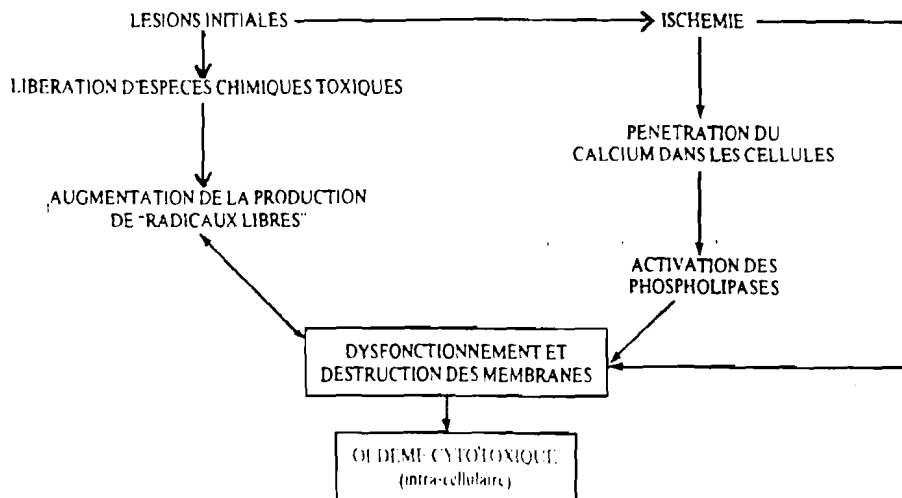 LESIONS INITIALES
ISCHEMIE
LIBERATION D'ESPECES CHIMIQUES TOXIQUES
PENETRATION DU
CALCIUM DANS LES CELLULES
AUGMENTATION DE LA PRODUCTION
DE "RADICAUX LIBRES"
ACTIVATION DES
PHOSPHOLIPASES
DYSFONCTIONNEMENT ET
DESTRUCTION DES MEMBRANES
OEDEME CYTOTOXIQUE
(intra-cellulaire)